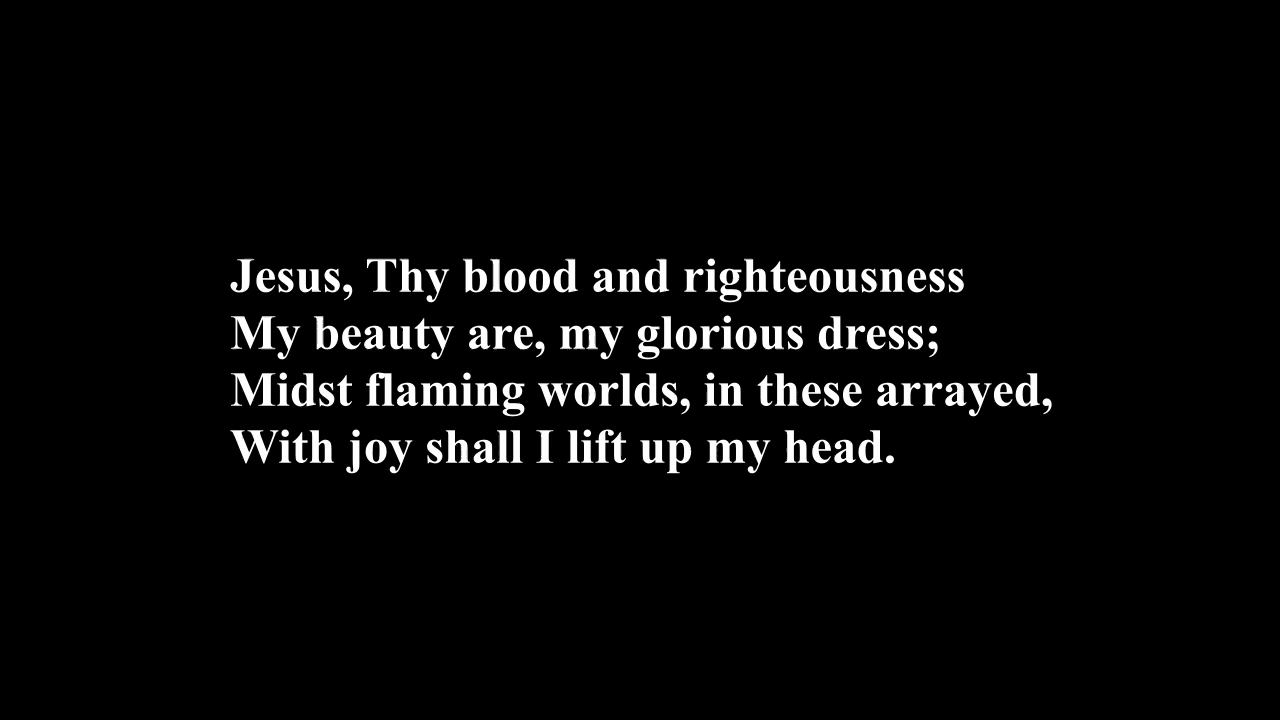 Jesus, Thy blood and righteousness
My beauty are, my glorious dress;
Midst flaming worlds, in these arrayed,
With joy shall I lift up my head.